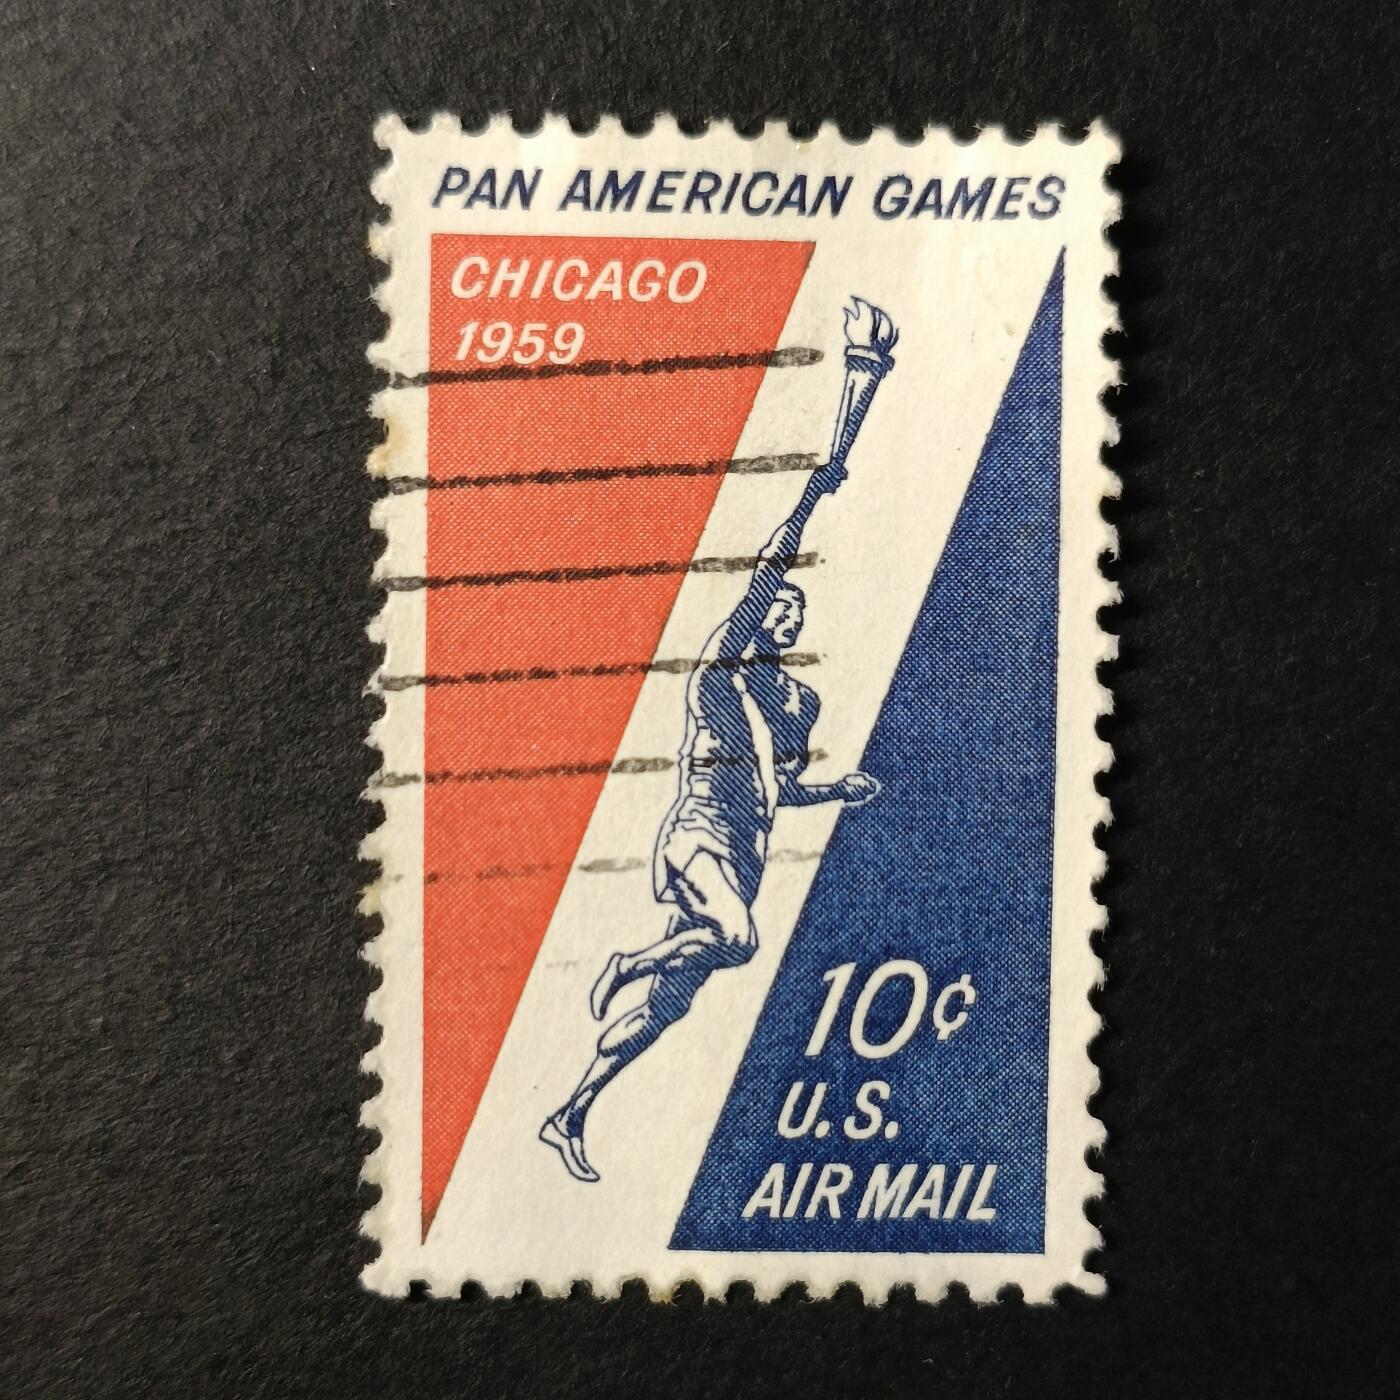 PAN AMERICAN GAMES
CHICAGO
1959
10¢
U.S.
AIR MAIL